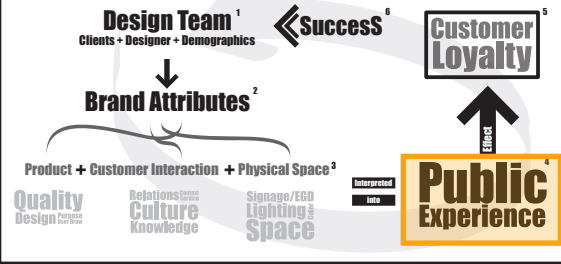 Design Team 1
Clients + Designer + Demographics
SuccesS 6
Customer 5
Loyalty
Brand Attributes 2
Effect
Product + Customer Interaction + Physical Space 3
Interpreted
into
Public 4
Experience
Quality
Design Purpose
User Draw
Relations
Service
Culture
Knowledge
Signage/EGD
Lighting Color
Space